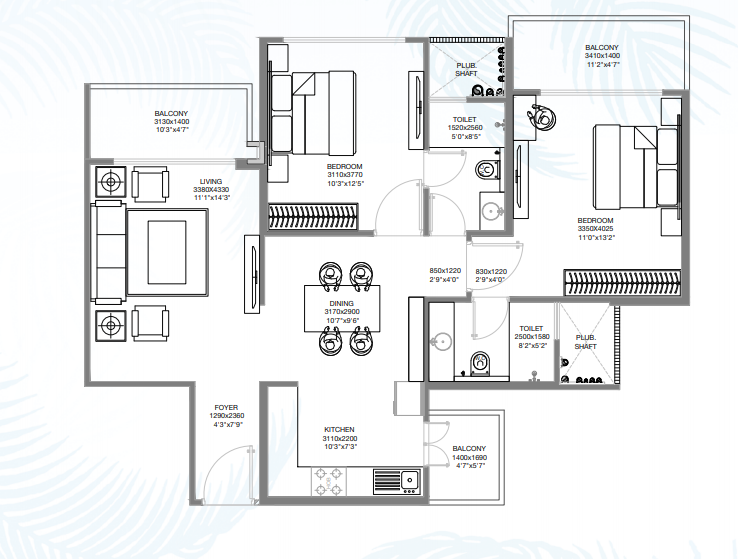 BALCONY
3410x1400
11'2"x4'7"
PLUB.
SHAFT
BALCONY
3130x1400
10'3"x4'7"
TOILET
1520x2560
5'0"x8'5"
BEDROOM
3110x3770
10'3"x12'5"
LIVING
3380X4330
11'1"x14'3"
BEDROOM
3350X4025
11'0"x13'2"
850x1220
2'9"x4'0"
830x1220
2'9"x4'0"
DINING
3170x2900
10'7"x9'6"
TOILET
2500x1580
8'2"x5'2"
PLUB.
SHAFT
FOYER
1290x2360
4'3"x7'9"
KITCHEN
3110x2200
10'3"x7'3"
BALCONY
1400x1690
4'7"x5'7"
HOB